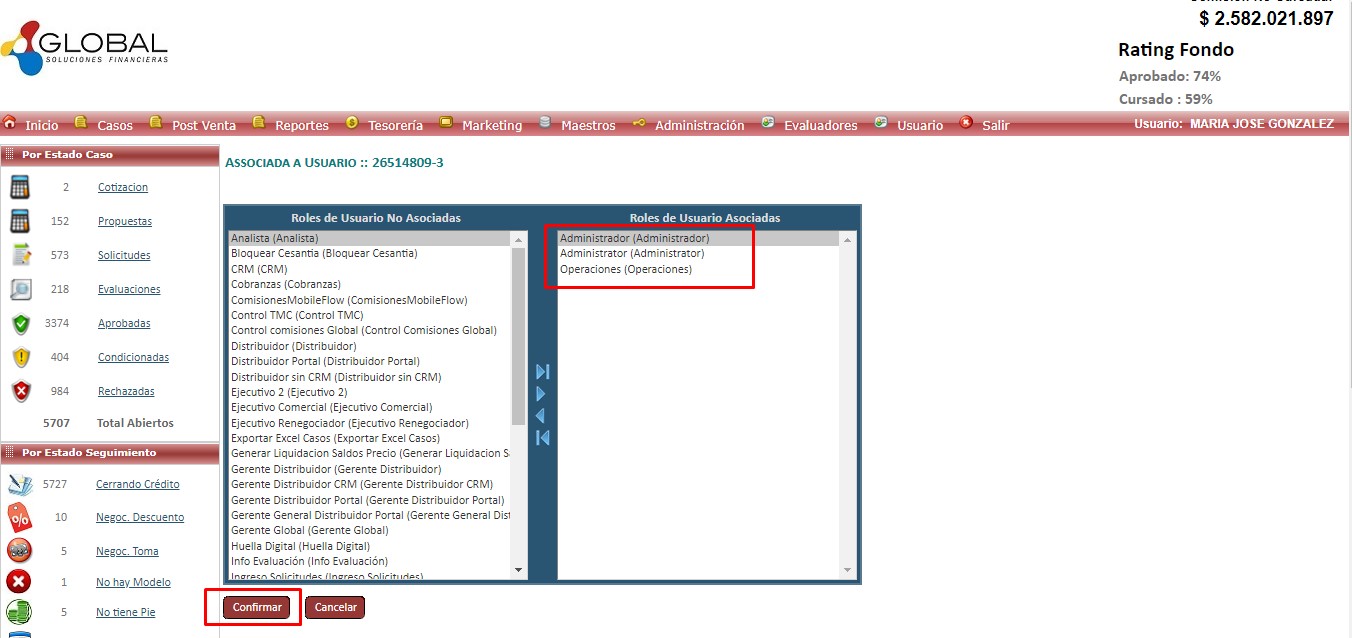 $ 2.582.021.897
GLOBAL
SOLUCIONES FINANCIERAS
Rating Fondo
Aprobado: 74%
Cursado : 59%
Inicio Casos Post Venta Reportes Tesorería Marketing Maestros Administración Evaluadores Usuario Salir Usuario: MARIA JOSE GONZALEZ
Por Estado Caso
2 Cotizacion
152 Propuestas
573 Solicitudes
218 Evaluaciones
3374 Aprobadas
404 Condicionadas
984 Rechazadas
5707 Total Abiertos
Por Estado Seguimiento
5727 Cerrando Crédito
10 Negoc. Descuento
5 Negoc. Toma
1 No hay Modelo
5 No tiene Pie
ASSOCIADA A USUARIO :: 26514809-3
Roles de Usuario No Asociadas
Analista (Analista)
Bloquear Cesantia (Bloquear Cesantia)
CRM (CRM)
Cobranzas (Cobranzas)
ComisionesMobileFlow (ComisionesMobileFlow)
Control TMC (Control TMC)
Control comisiones Global (Control Comisiones Global)
Distribuidor (Distribuidor)
Distribuidor Portal (Distribuidor Portal)
Distribuidor sin CRM (Distribuidor sin CRM)
Ejecutivo 2 (Ejecutivo 2)
Ejecutivo Comercial (Ejecutivo Comercial)
Ejecutivo Renegociador (Ejecutivo Renegociador)
Exportar Excel Casos (Exportar Excel Casos)
Generar Liquidacion Saldos Precio (Generar Liquidacion S
Gerente Distribuidor (Gerente Distribuidor)
Gerente Distribuidor CRM (Gerente Distribuidor CRM)
Gerente Distribuidor Portal (Gerente Distribuidor Portal)
Gerente General Distribuidor Portal (Gerente General Dist
Gerente Global (Gerente Global)
Huella Digital (Huella Digital)
Info Evaluación (Info Evaluación)
Ingreso Solicitudes (Ingreso Solicitudes)
Roles de Usuario Asociadas
Administrador (Administrador)
Administrator (Administrator)
Operaciones (Operaciones)
Confirmar Cancelar